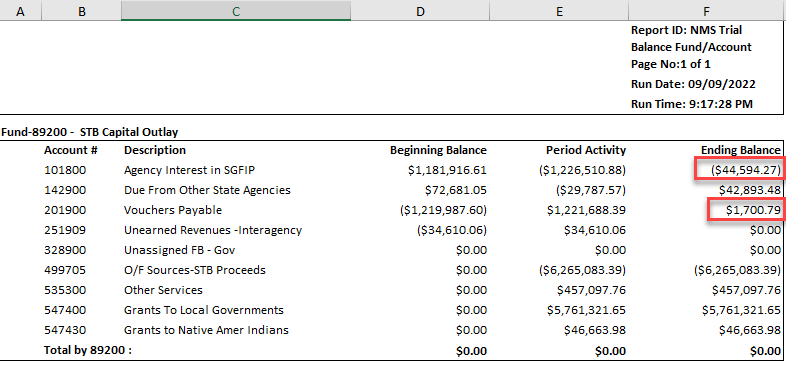 A B C D E F
Report ID: NMS Trial
Balance Fund/Account
Page No:1 of 1
Run Date: 09/09/2022
Run Time: 9:17:28 PM
Fund-89200 - STB Capital Outlay
Account # Description Beginning Balance Period Activity Ending Balance
101800 Agency Interest in SGFIP $1,181,916.61 ($1,226,510.88) ($44,594.27)
142900 Due From Other State Agencies $72,681.05 ($29,787.57) $42,893.48
201900 Vouchers Payable ($1,219,987.60) $1,221,688.39 $1,700.79
251909 Unearned Revenues -Interagency ($34,610.06) $34,610.06 $0.00
328900 Unassigned FB - Gov $0.00 $0.00 $0.00
499705 O/F Sources-STB Proceeds $0.00 ($6,265,083.39) ($6,265,083.39)
535300 Other Services $0.00 $457,097.76 $457,097.76
547400 Grants To Local Governments $0.00 $5,761,321.65 $5,761,321.65
547430 Grants to Native Amer Indians $0.00 $46,663.98 $46,663.98
Total by 89200 : $0.00 $0.00 $0.00